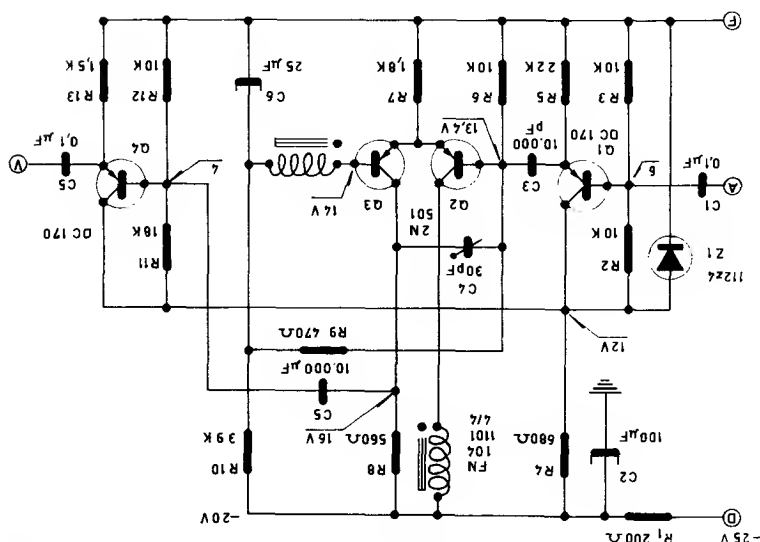 -25V
R1 200Ω
-20V
D
C2
100µF
R4
680Ω
FN
104
1101
4/4
R8
560Ω
R10
39K
16V
C5
10.000µF
R9 470Ω
12V
112z4
Z1
R2
10K
C4
30pF
R11
18K
A
C1
0,1µF
6
Q1
OC 170
C3
10.000
pF
13,4V
Q2
2N
501
Q3
14V
4
OC 170
Q4
C5
0,1µF
V
R3
10K
R5
22K
R6
10K
R7
1,8K
C6
25µF
R12
10K
R13
1,5K
F